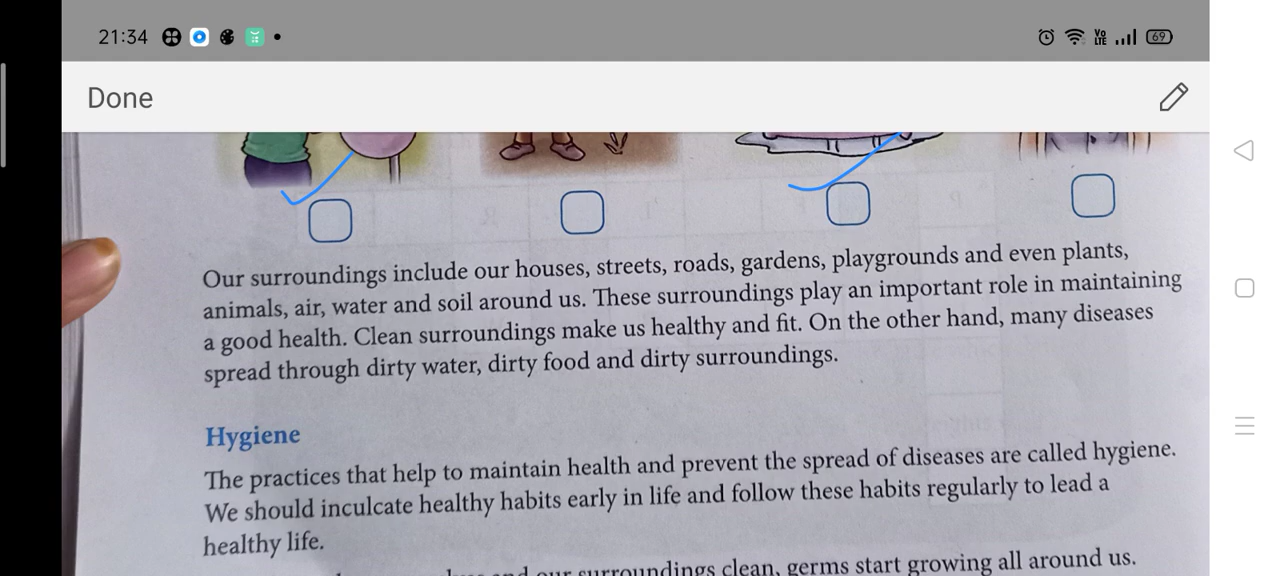 21:34
Vo
LTE
69
Done
Our surroundings include our houses, streets, roads, gardens, playgrounds and even plants,
animals, air, water and soil around us. These surroundings play an important role in maintaining
a good health. Clean surroundings make us healthy and fit. On the other hand, many diseases
spread through dirty water, dirty food and dirty surroundings.
Hygiene
The practices that help to maintain health and prevent the spread of diseases are called hygiene.
We should inculcate healthy habits early in life and follow these habits regularly to lead a
healthy life.
and our surroundings clean, germs start growing all around us.